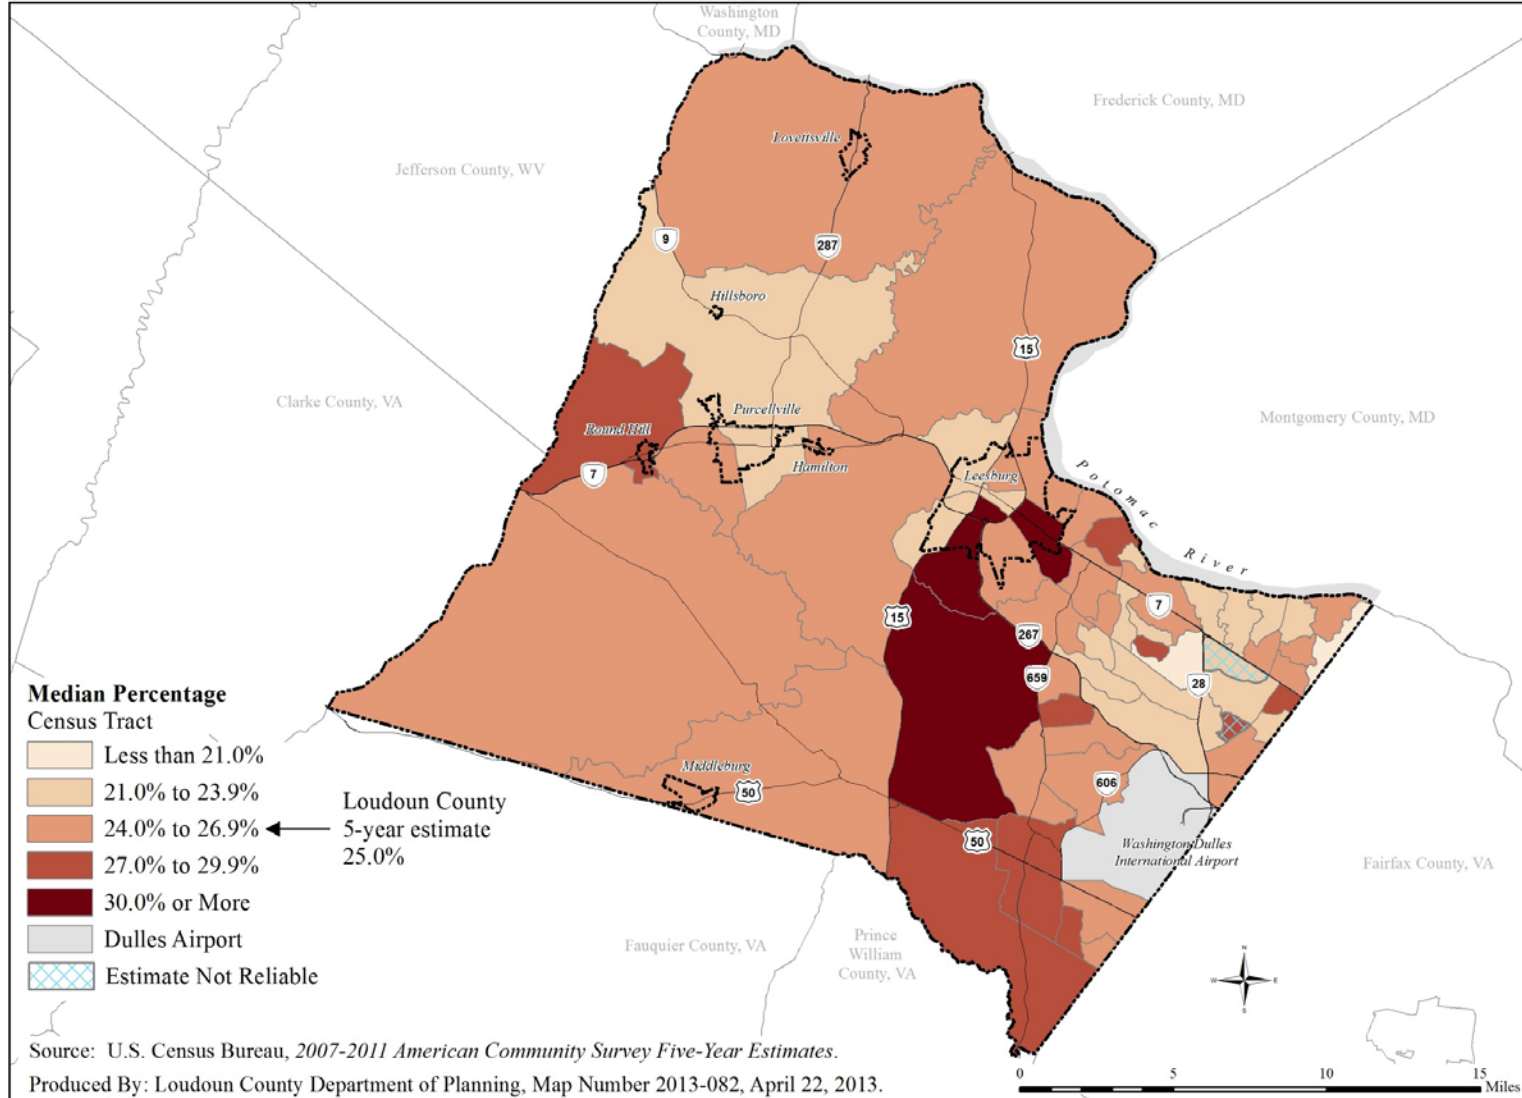 Washington
County, MD
Frederick County, MD
Lovettsville
Jefferson County, WV
9
287
Hillsboro
15
Clarke County, VA
Purcellville
Montgomery County, MD
Round Hill
Hamilton
7
Leesburg
Potomac River
7
15
267
659
28
Median Percentage
Census Tract
Less than 21.0%
21.0% to 23.9%
24.0% to 26.9%
27.0% to 29.9%
30.0% or More
Dulles Airport
Estimate Not Reliable
Loudoun County
5-year estimate
25.0%
Middleburg
50
606
50
Washington Dulles
International Airport
Fairfax County, VA
Fauquier County, VA
Prince
William
County, VA
N
W E
S
Source: U.S. Census Bureau, 2007-2011 American Community Survey Five-Year Estimates.
Produced By: Loudoun County Department of Planning, Map Number 2013-082, April 22, 2013.
0 5 10 15
Miles